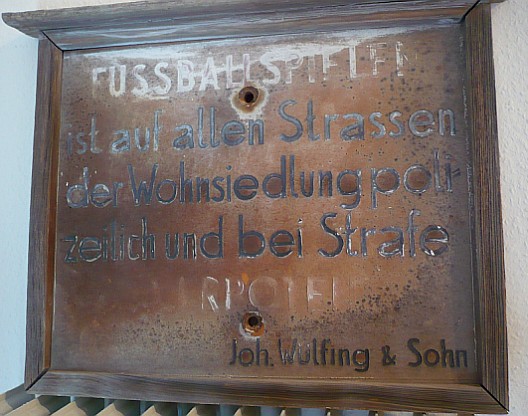 FUSSBALLSPIELEN
ist auf allen Strassen
der Wohnsiedlung poli-
zeilich und bei Strafe
VERBOTEN
Joh. Wülfing & Sohn